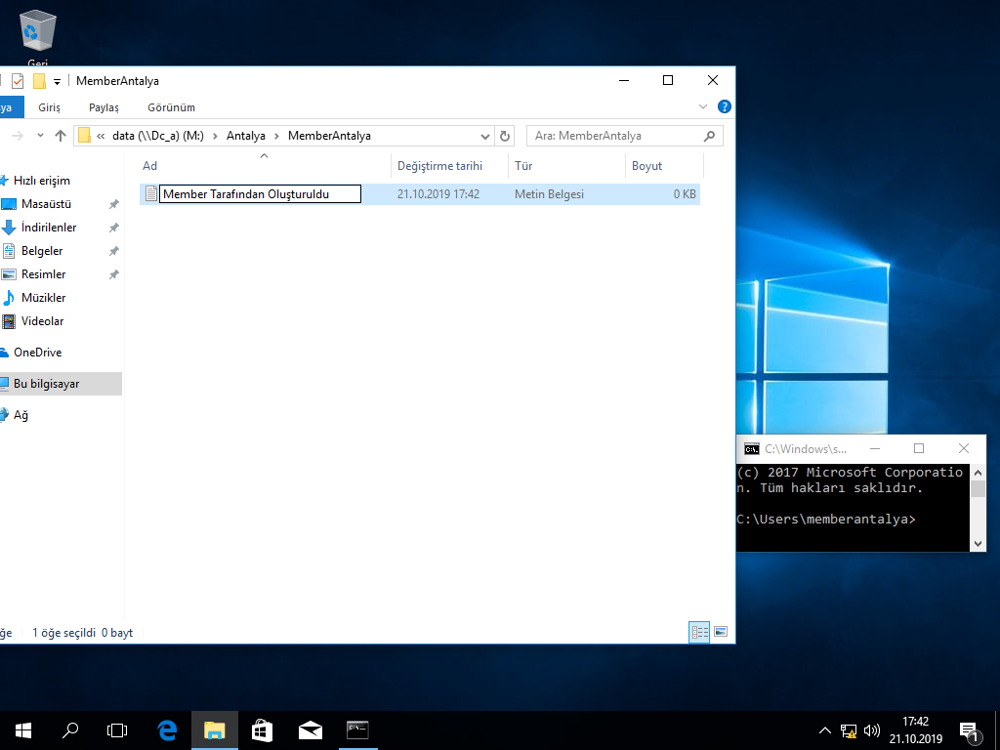 Geri
MemberAntalya
ya Giriş Paylaş Görünüm
« data (\\Dc_a) (M:) > Antalya > MemberAntalya
Ara: MemberAntalya
Ad Değiştirme tarihi Tür Boyut
Member Tarafından Oluşturuldu 21.10.2019 17:42 Metin Belgesi 0 KB
Hızlı erişim
Masaüstü
İndirilenler
Belgeler
Resimler
Müzikler
Videolar
OneDrive
Bu bilgisayar
Ağ
ğe 1 öğe seçildi 0 bayt
C:\Windows\s...
(c) 2017 Microsoft Corporatio
n. Tüm hakları saklıdır.
C:\Users\memberantalya>
17:42
21.10.2019
1